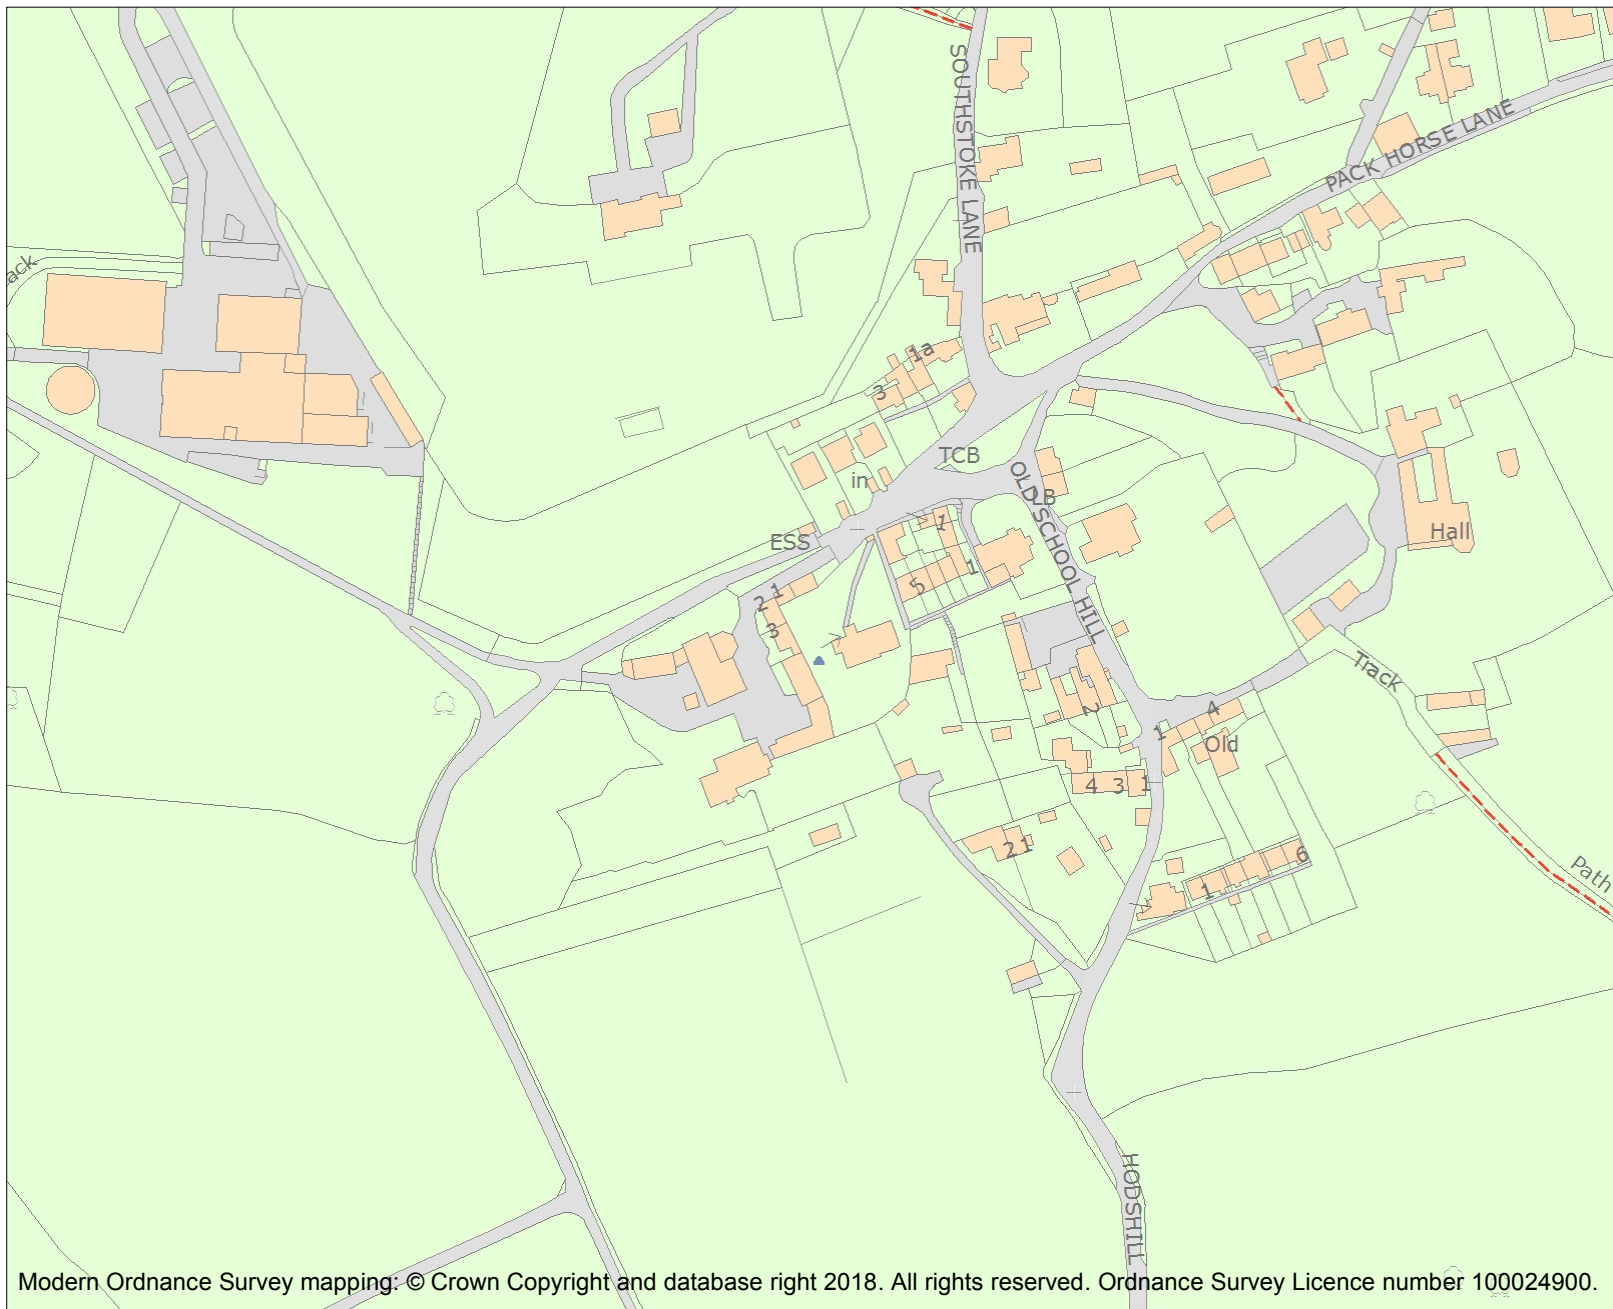 SOUTHSTOKE LANE
PACK HORSE LANE
ack
1a
3
TCB
in
LB
OLD SCHOOL HILL
ESS
1
Hall
5
1
1
2
3
Track
2
4
1
Old
4 3 1
2 1
6
1
Path
HODSHILL
Modern Ordnance Survey mapping: © Crown Copyright and database right 2018. All rights reserved. Ordnance Survey Licence number 100024900.